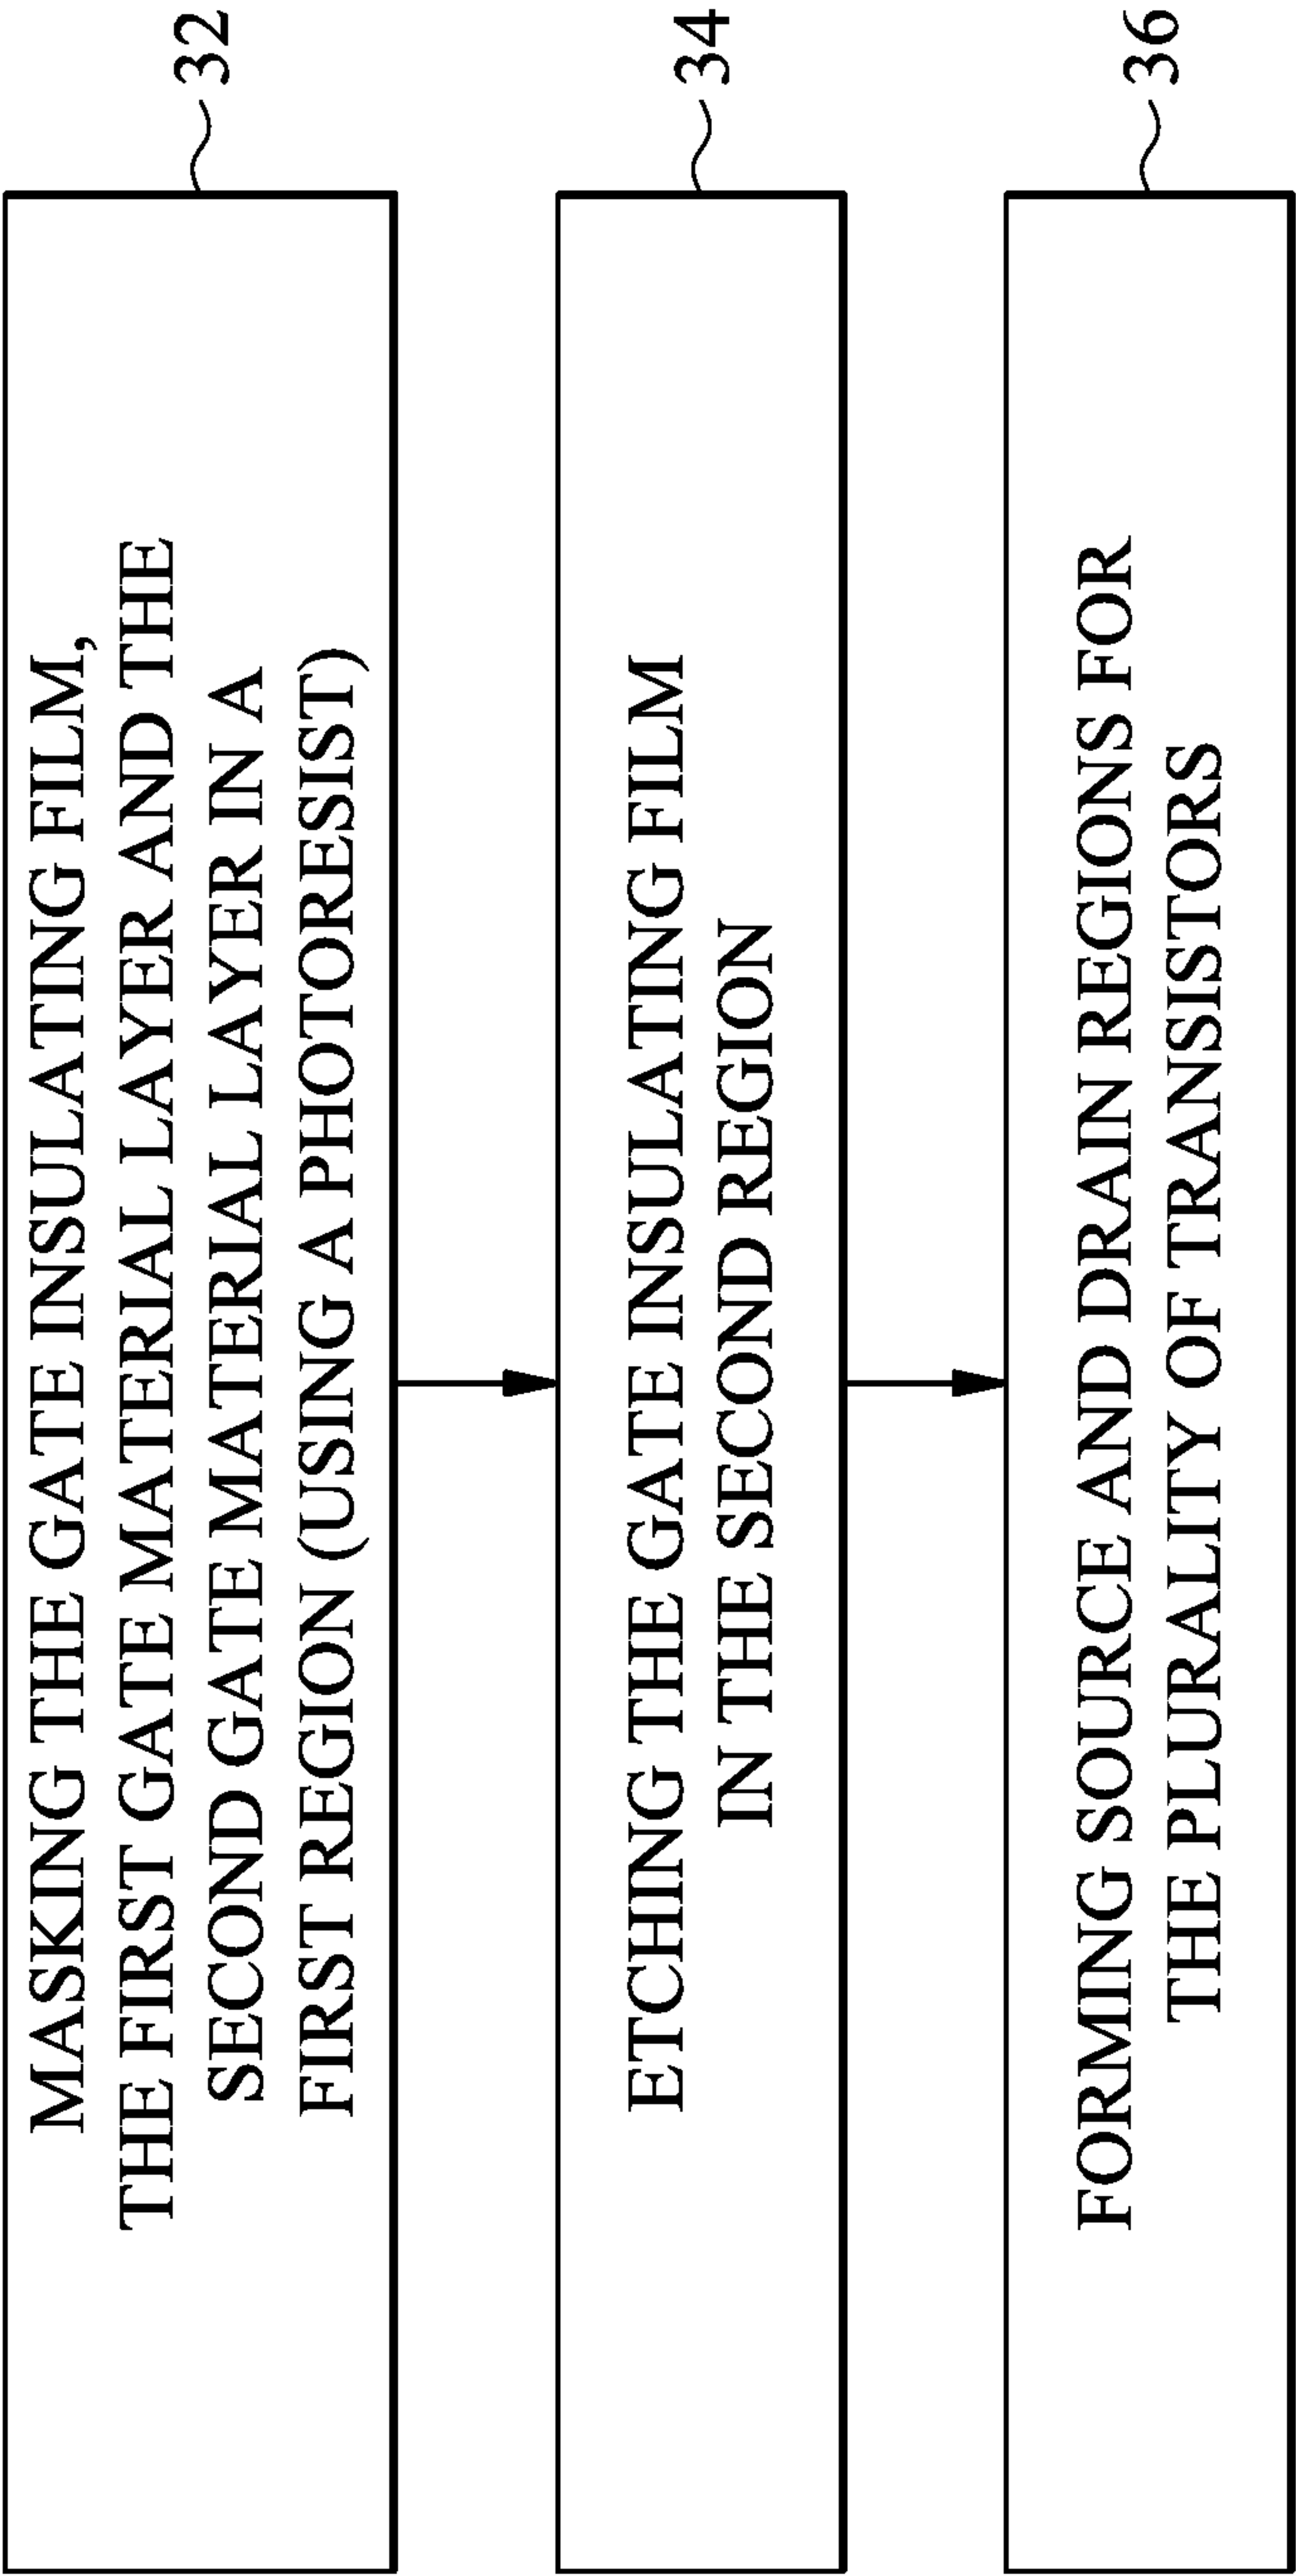 MASKING THE GATE INSULATING FILM,
THE FIRST GATE MATERIAL LAYER AND THE
SECOND GATE MATERIAL LAYER IN A
FIRST REGION (USING A PHOTORESIST)
32
ETCHING THE GATE INSULATING FILM
IN THE SECOND REGION
34
FORMING SOURCE AND DRAIN REGIONS FOR
THE PLURALITY OF TRANSISTORS
36